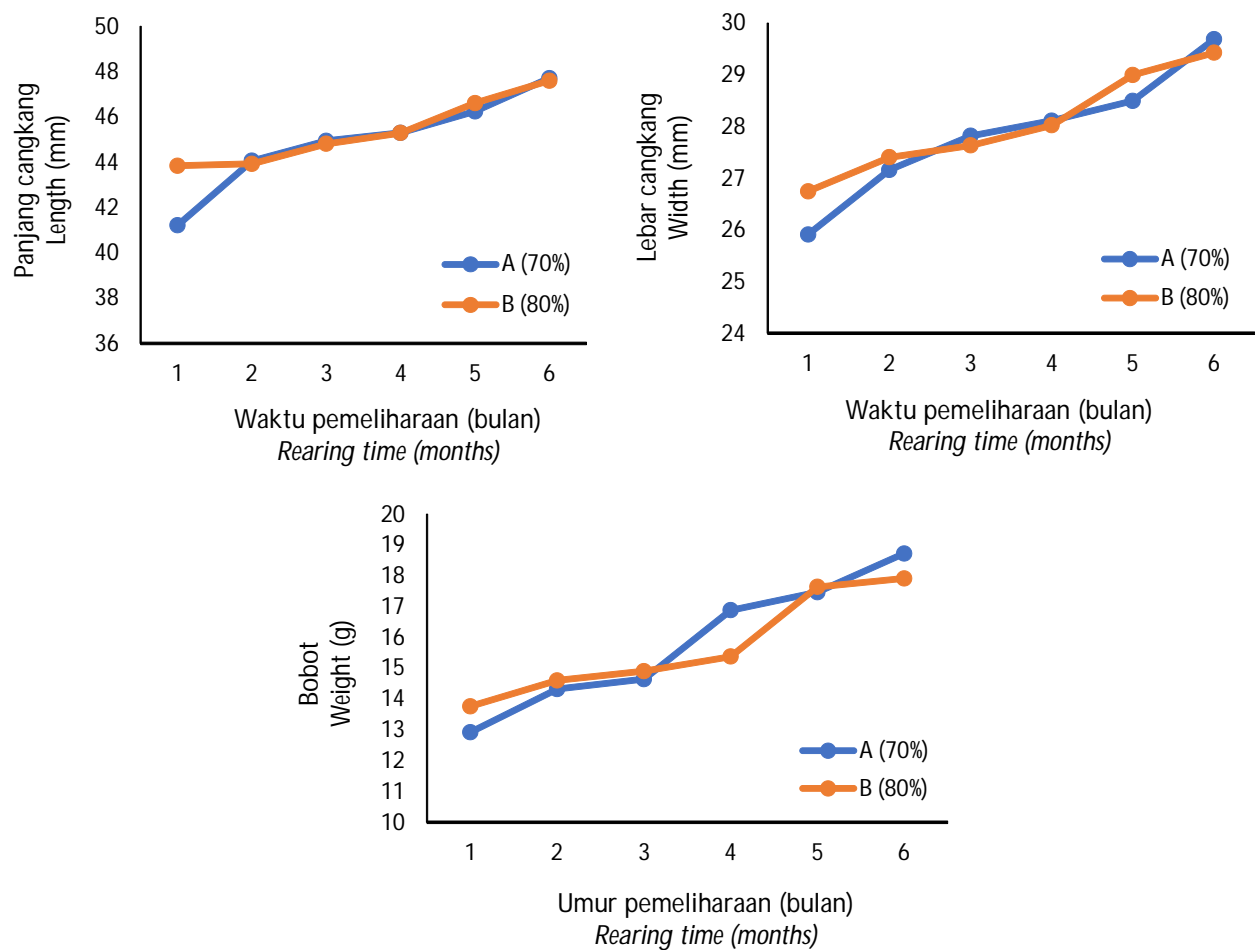 Panjang cangkang
Length (mm)
50
48
46
44
42
40
38
36
A (70%)
B (80%)
1 2 3 4 5 6
Waktu pemeliharaan (bulan)
Rearing time (months)
Lebar cangkang
Width (mm)
30
29
28
27
26
25
24
A (70%)
B (80%)
1 2 3 4 5 6
Waktu pemeliharaan (bulan)
Rearing time (months)
Bobot
Weight (g)
20
19
18
17
16
15
14
13
12
11
10
A (70%)
B (80%)
1 2 3 4 5 6
Umur pemeliharaan (bulan)
Rearing time (months)